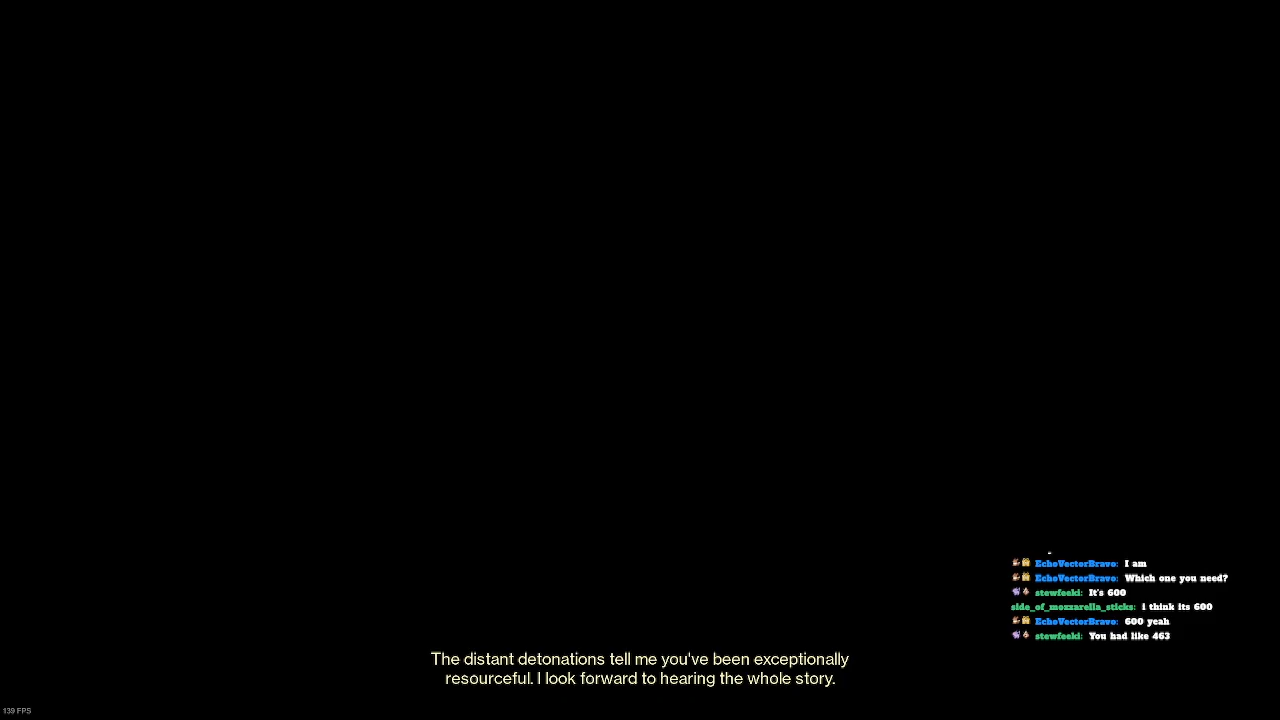 EchoVectorBravo: I am
EchoVectorBravo: Which one you need?
stewfeeki: It's 600
side_of_mozzarella_sticks: i think its 600
EchoVectorBravo: 600 yeah
stewfeeki: You had like 463
The distant detonations tell me you've been exceptionally
resourceful. I look forward to hearing the whole story.
139 FPS